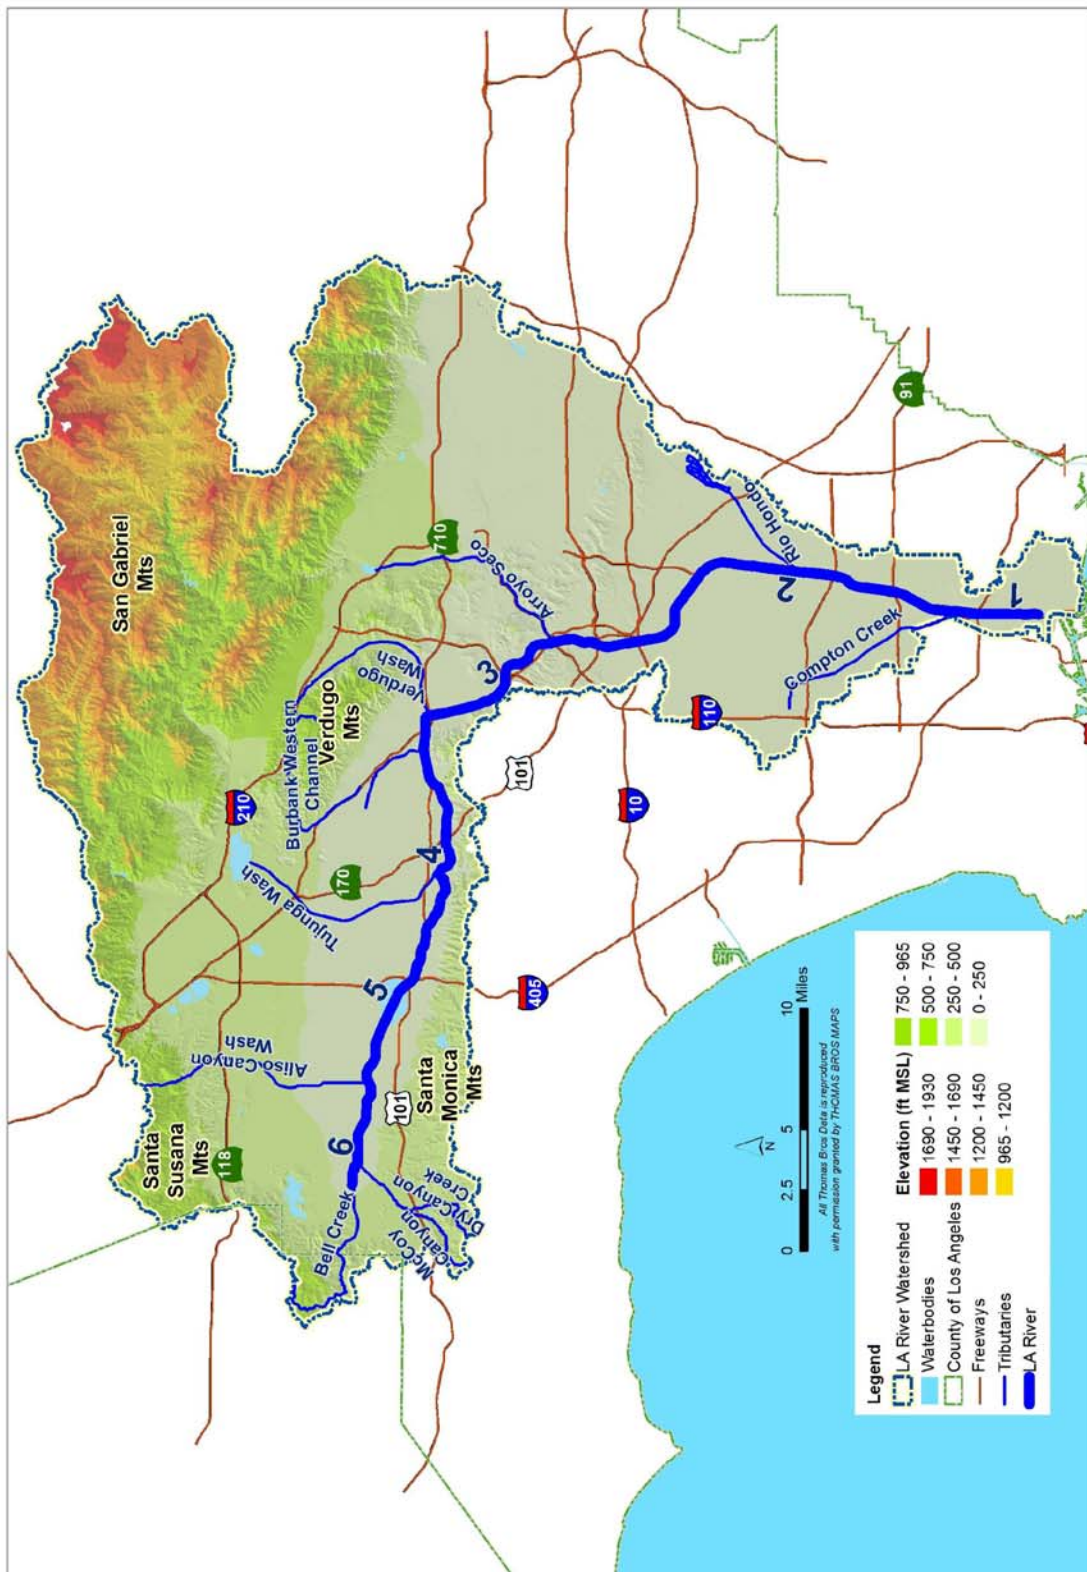 San Gabriel
Mts
Santa
Susana
Mts
118
Aliso Canyon
Wash
210
Tujunga Wash
170
Burbank Western
Channel
Verdugo
Mts
Verdugo
Wash
710
Arroyo Seco
Bell Creek
McCoy
Canyon
Dry Canyon
Creek
6
101
Santa
Monica
Mts
5
4
3
405
101
10
110
Rio Hondo
2
Compton Creek
91
1
N
0
2.5
5
10
Miles
All Thomas Bros Data is reproduced
with permission granted by THOMAS BROS MAPS
Legend
LA River Watershed
Waterbodies
County of Los Angeles
Freeways
Tributaries
LA River
Elevation (ft MSL)
1690 - 1930
1450 - 1690
1200 - 1450
965 - 1200
750 - 965
500 - 750
250 - 500
0 - 250